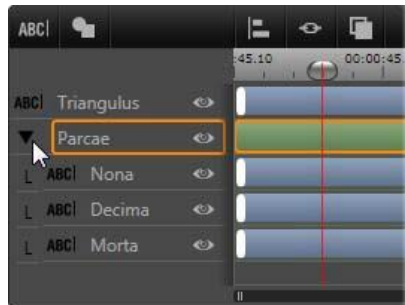 ABC
:45.10 00:00:45
ABC Triangulus
Parcae
L ABC Nona
L ABC Decima
L ABC Morta